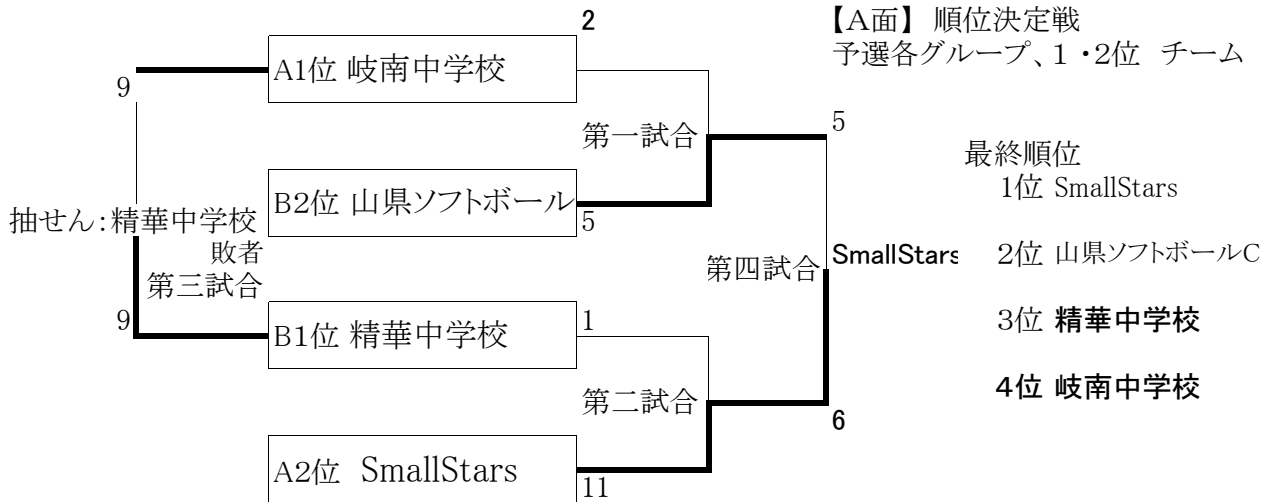 【A面】 順位決定戦
予選各グループ、1・2位 チーム
2
A1位 岐南中学校
9
第一試合
5
B2位 山県ソフトボール
5
抽せん:精華中学校
敗者
第三試合
9
B1位 精華中学校
1
第四試合
SmallStars
第二試合
6
A2位 SmallStars
11
最終順位
1位 SmallStars
2位 山県ソフトボールC
3位 精華中学校
4位 岐南中学校